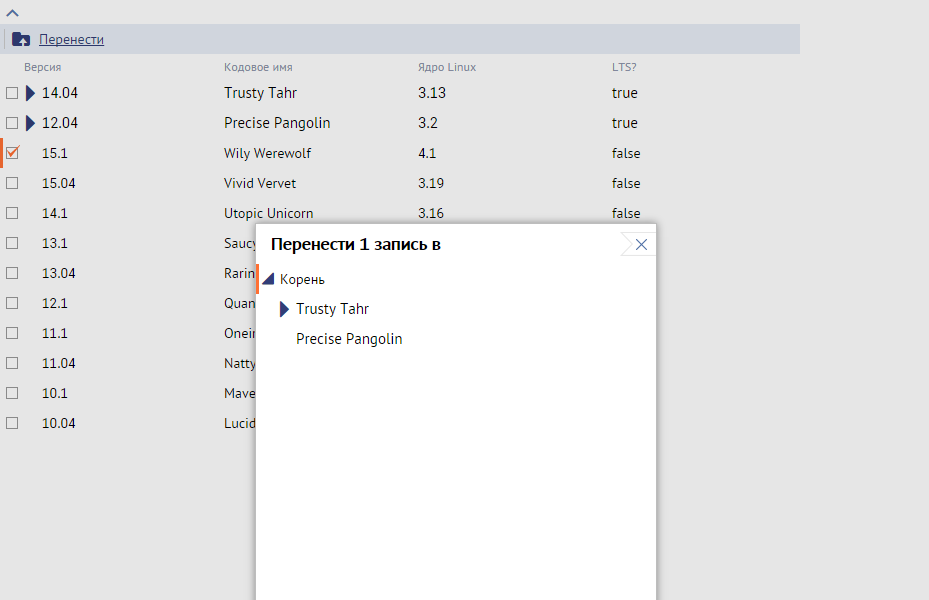 Перенести
Версия Кодовое имя Ядро Linux LTS?
14.04 Trusty Tahr 3.13 true
12.04 Precise Pangolin 3.2 true
15.1 Wily Werewolf 4.1 false
15.04 Vivid Vervet 3.19 false
14.1 Utopic Unicorn 3.16 false
13.1 Saucy
13.04 Rarin
12.1 Quan
11.1 Oneir
11.04 Natty
10.1 Mave
10.04 Lucid
Перенести 1 запись в
Корень
Trusty Tahr
Precise Pangolin